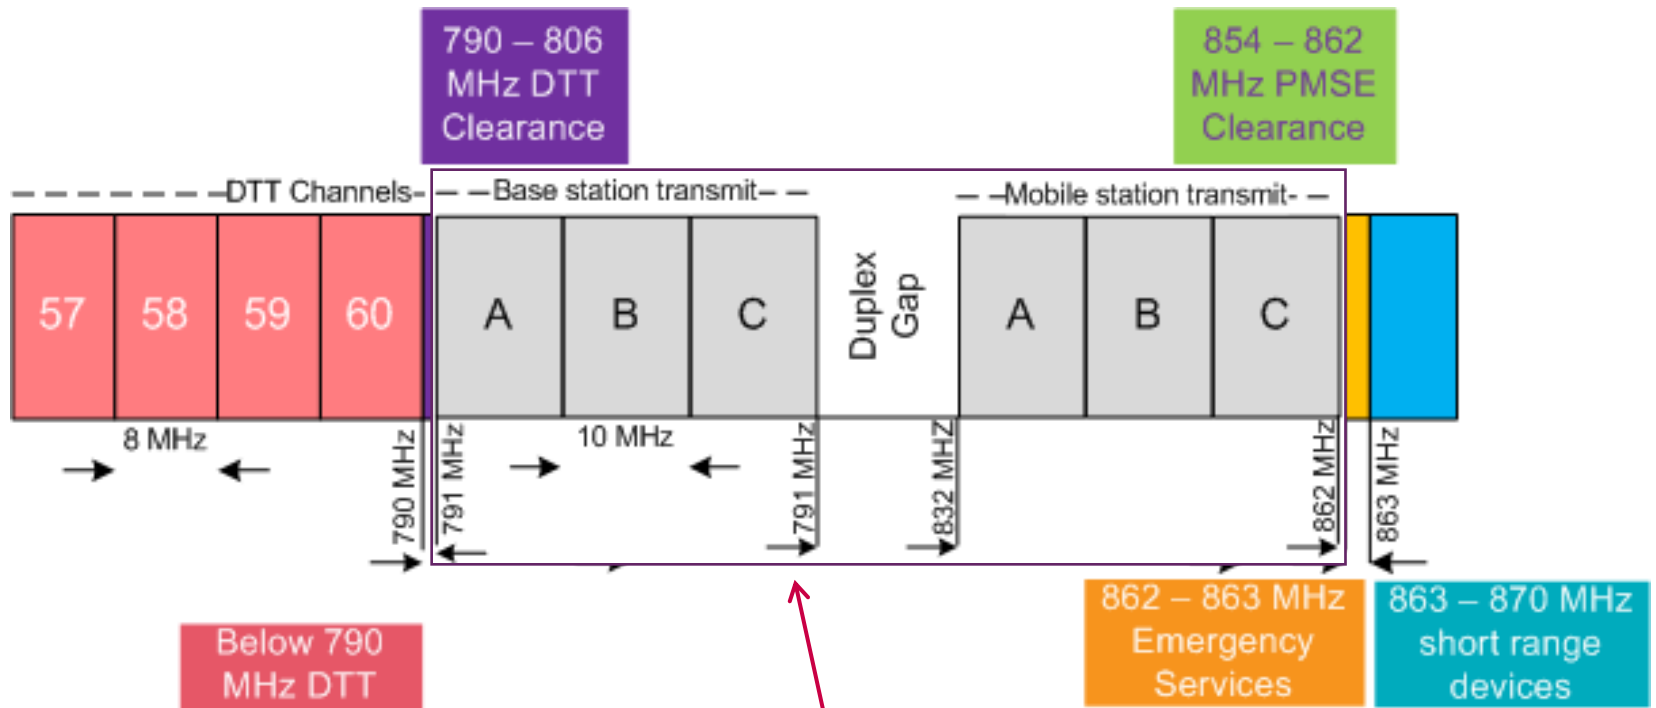 790 – 806
MHz DTT
Clearance
854 – 862
MHz PMSE
Clearance
DTT Channels
Base station transmit
Mobile station transmit
57
58
59
60
A
B
C
Duplex
Gap
A
B
C
8 MHz
10 MHz
790 MHz
791 MHz
791 MHz
832 MHZ
862 MHz
863 MHz
Below 790
MHz DTT
862 – 863 MHz
Emergency
Services
863 – 870 MHz
short range
devices